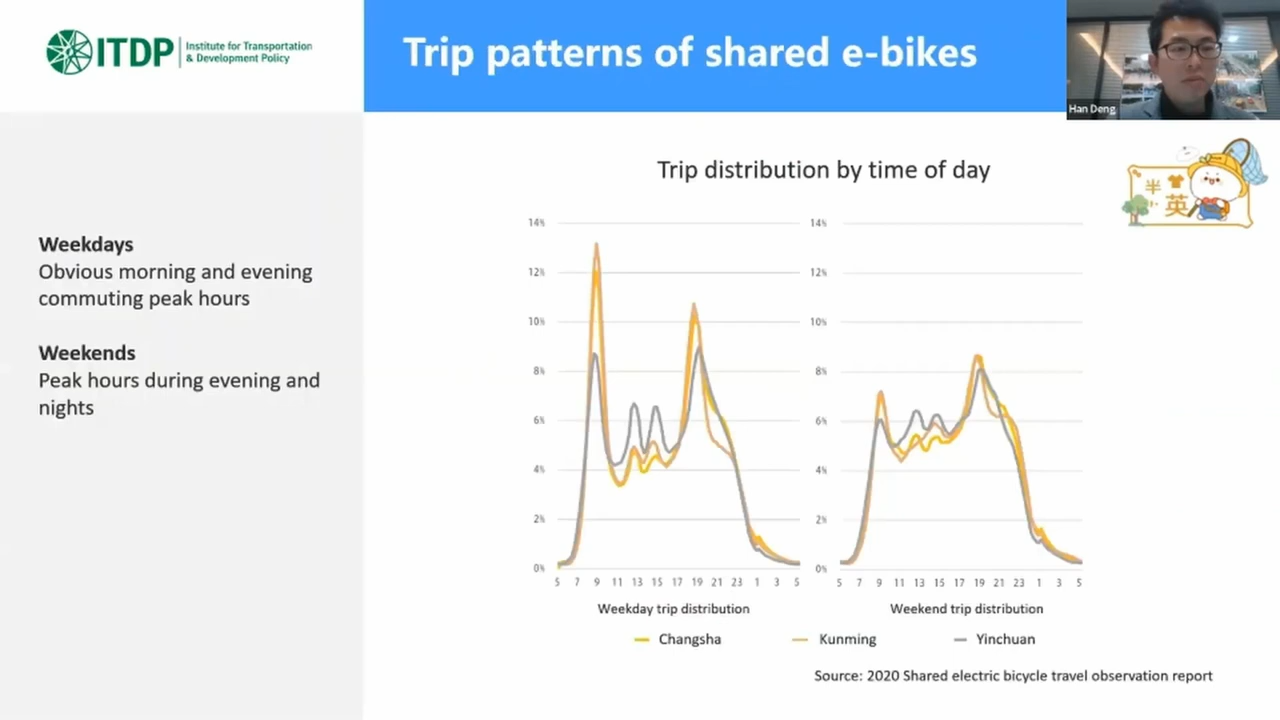 ITDP
Institute for Transportation
& Development Policy
Trip patterns of shared e-bikes
Han Deng
半
英
Weekdays
Obvious morning and evening
commuting peak hours
Weekends
Peak hours during evening and
nights
Trip distribution by time of day
14%
12%
10%
8%
6%
4%
2%
0%
5 7 9 11 13 15 17 19 21 23 1 3 5
Weekday trip distribution
14%
12%
10%
8%
6%
4%
2%
0%
5 7 9 11 13 15 17 19 21 23 1 3 5
Weekend trip distribution
Changsha Kunming Yinchuan
Source: 2020 Shared electric bicycle travel observation report